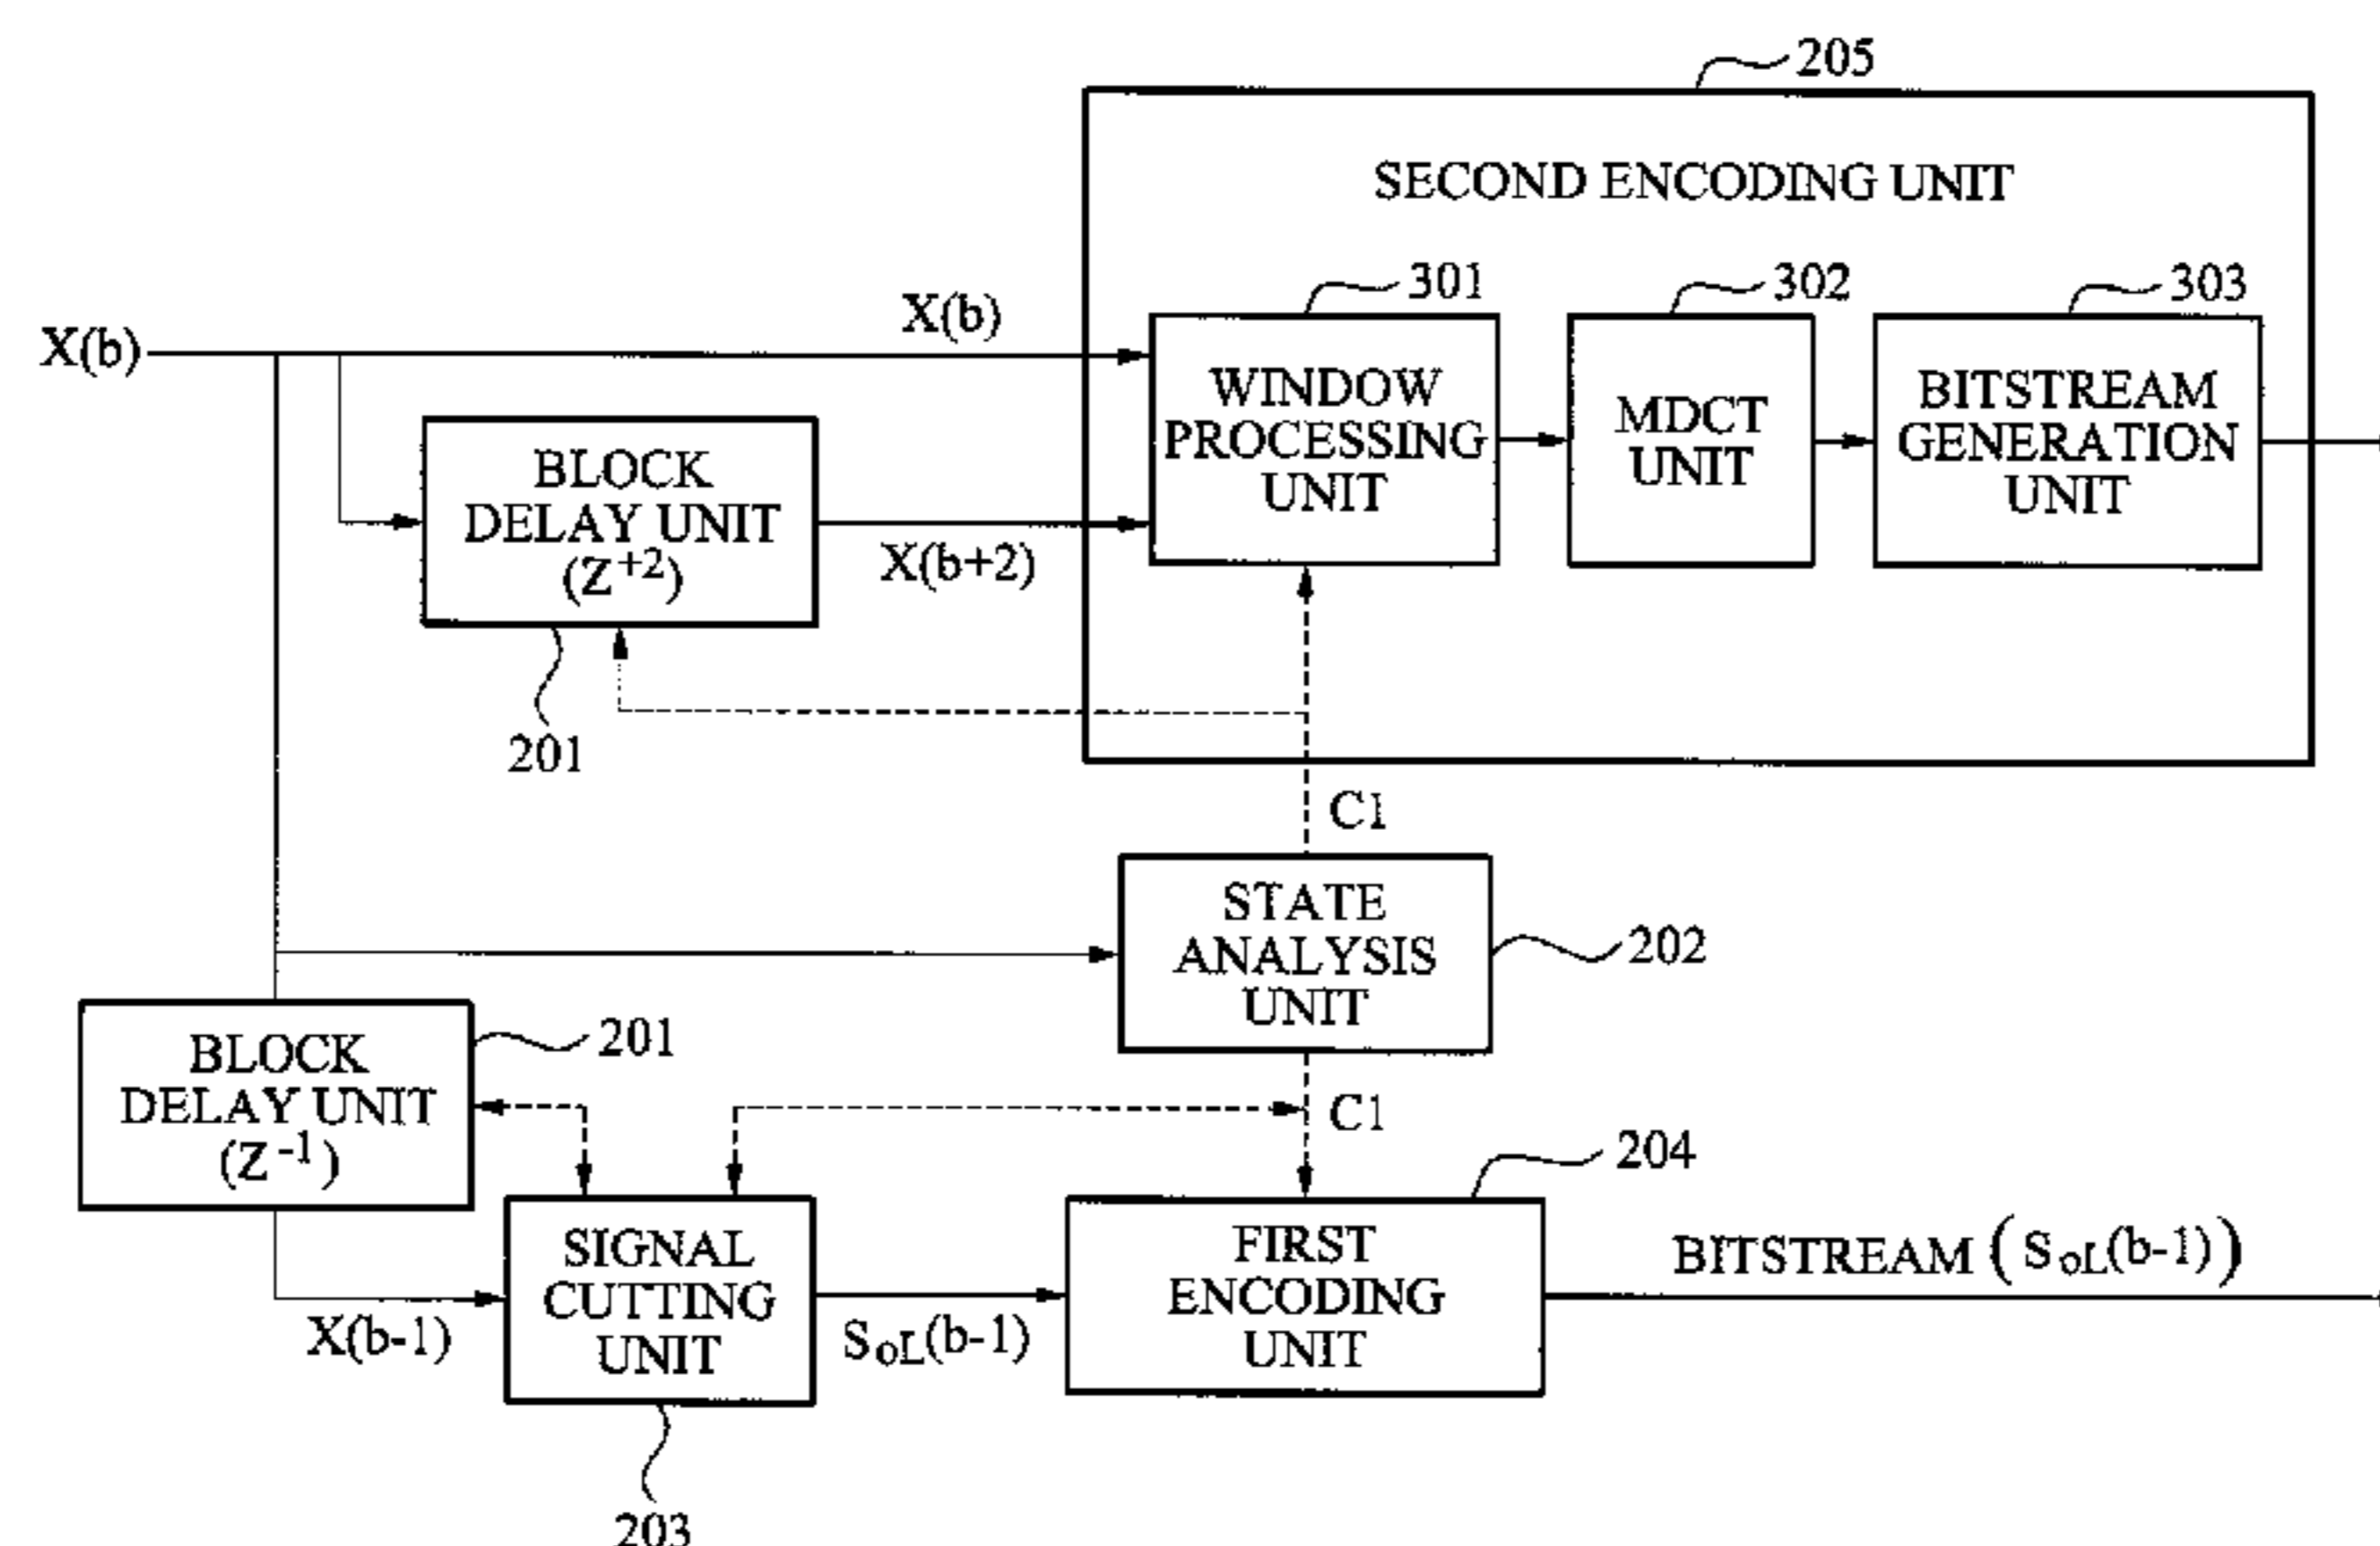 205
SECOND ENCODING UNIT
301
302
303
X(b)
X(b)
WINDOW
PROCESSING
UNIT
MDCT
UNIT
BITSTREAM
GENERATION
UNIT
BLOCK
DELAY UNIT
(Z+2)
X(b+2)
201
C1
STATE
ANALYSIS
UNIT
202
BLOCK
DELAY UNIT
(Z-1)
201
C1
204
SIGNAL
CUTTING
UNIT
FIRST
ENCODING
UNIT
BITSTREAM (SoL(b-1))
X(b-1)
SoL(b-1)
203